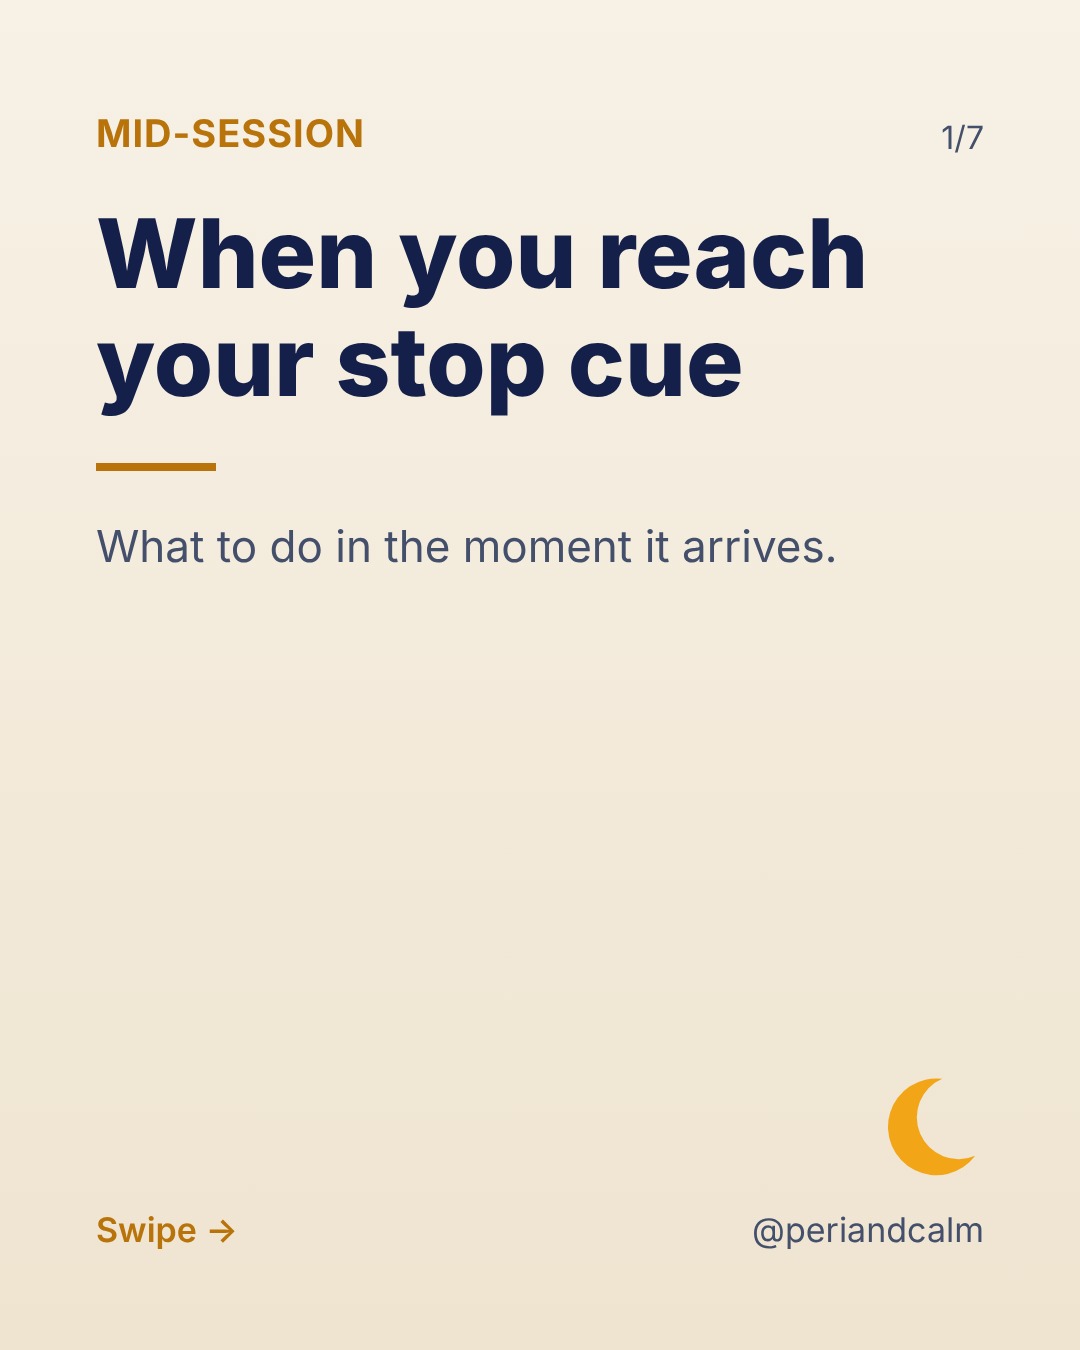 MID-SESSION
1/7
When you reach
your stop cue
What to do in the moment it arrives.
Swipe →
@periandcalm